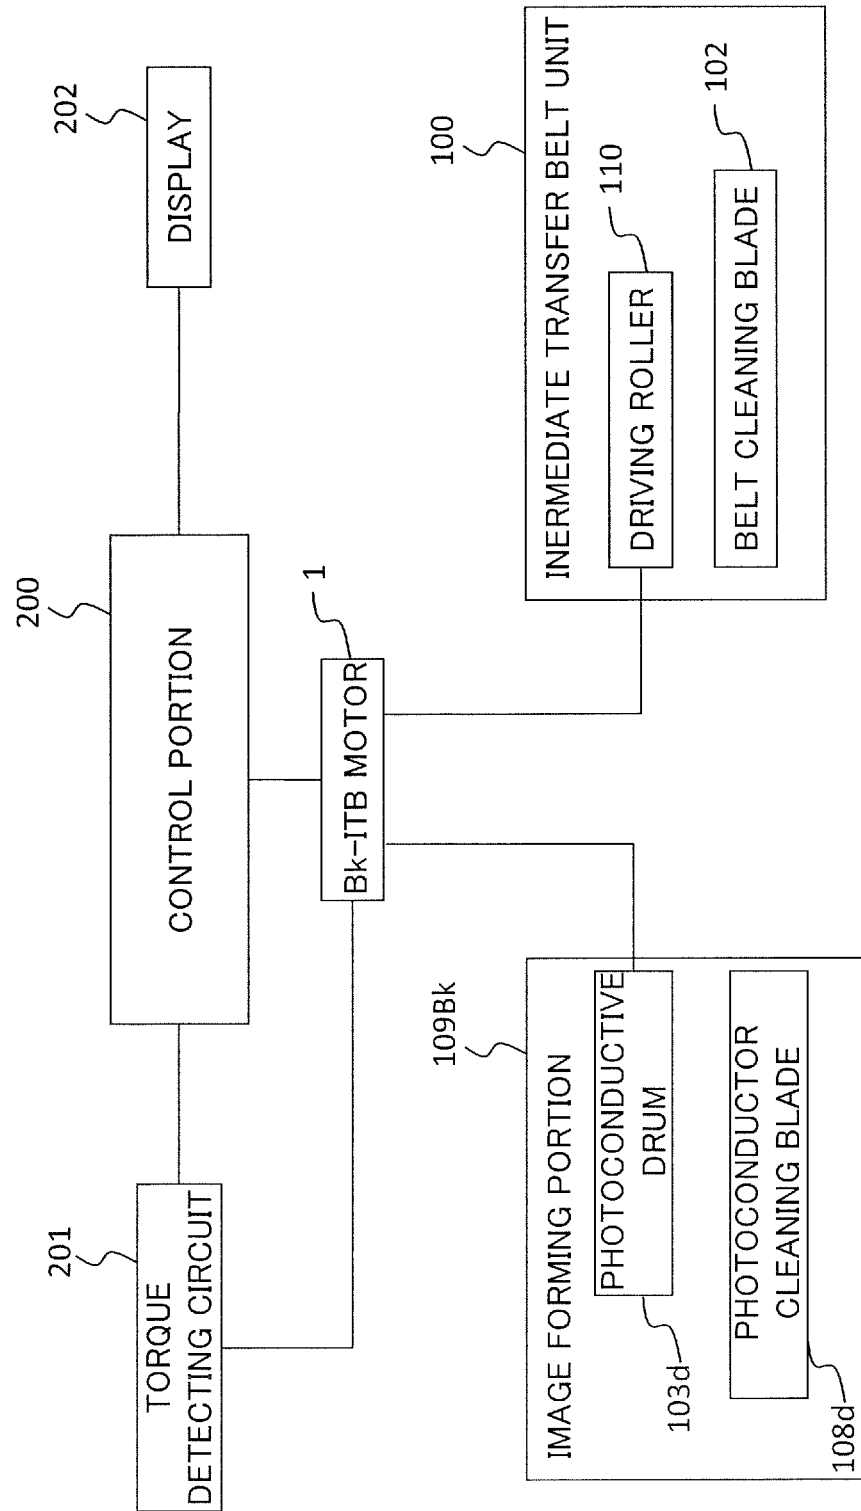 202
DISPLAY
200
CONTROL PORTION
201
TORQUE
DETECTING CIRCUIT
1
Bk-ITB MOTOR
109Bk
IMAGE FORMING PORTION
PHOTOCONDUCTIVE
DRUM
103d
PHOTOCONDUCTOR
CLEANING BLADE
108d
100
INERMEDIATE TRANSFER BELT UNIT
110
DRIVING ROLLER
102
BELT CLEANING BLADE